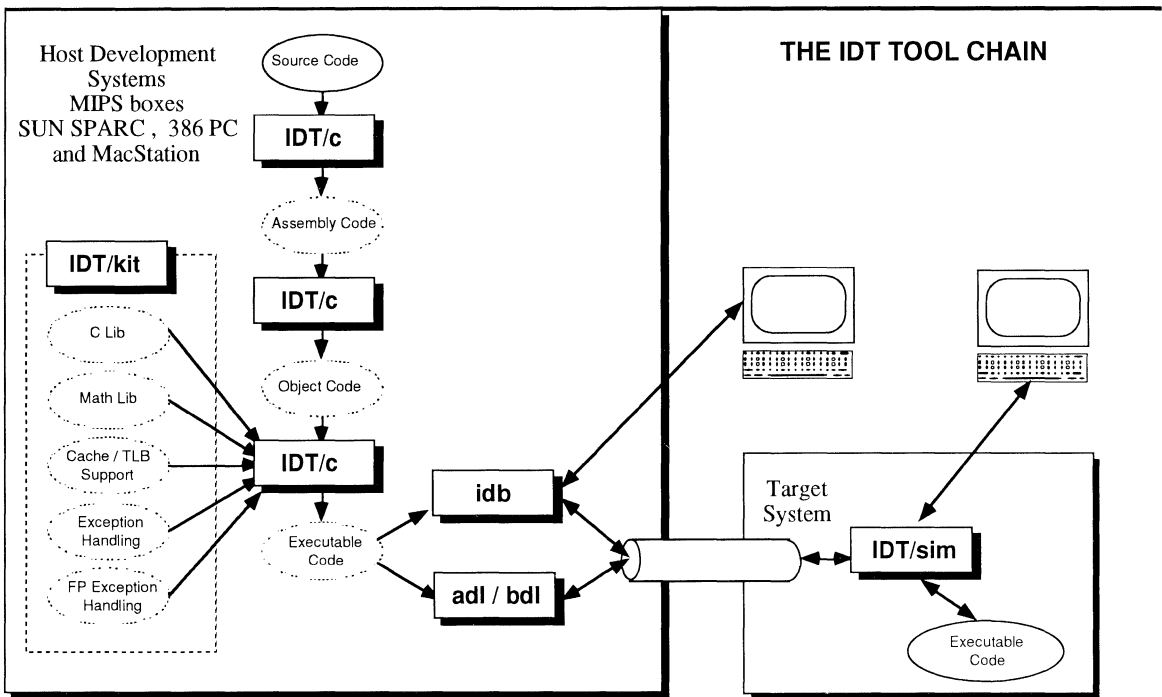 THE IDT TOOL CHAIN
Host Development
Systems
MIPS boxes
SUN SPARC , 386 PC
and MacStation
Source Code
IDT/c
Assembly Code
IDT/c
Object Code
IDT/c
Executable
Code
IDT/kit
C Lib
Math Lib
Cache / TLB
Support
Exception
Handling
FP Exception
Handling
idb
adl / bdl
Target
System
IDT/sim
Executable
Code